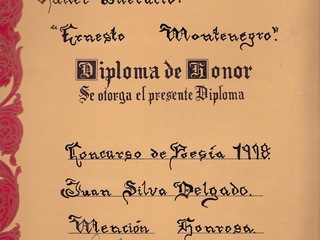 "Ernesto Montenegro".
Diploma de Honor
Se otorga el presente Diploma
Concurso de Poesía 1998
Juan Silva Delgado.
Mención Honrosa.